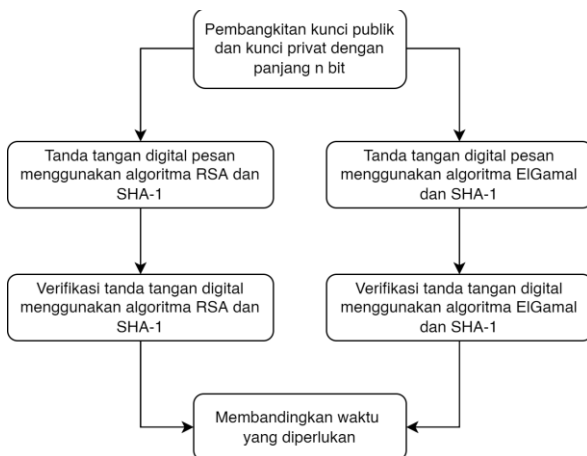 Pembangkitan kunci publik
dan kunci privat dengan
panjang n bit
Tanda tangan digital pesan
menggunakan algoritma RSA dan
SHA-1
Tanda tangan digital pesan
menggunakan algoritma ElGamal
dan SHA-1
Verifikasi tanda tangan digital
menggunakan algoritma RSA dan
SHA-1
Verifikasi tanda tangan digital
menggunakan algoritma ElGamal
dan SHA-1
Membandingkan waktu
yang diperlukan